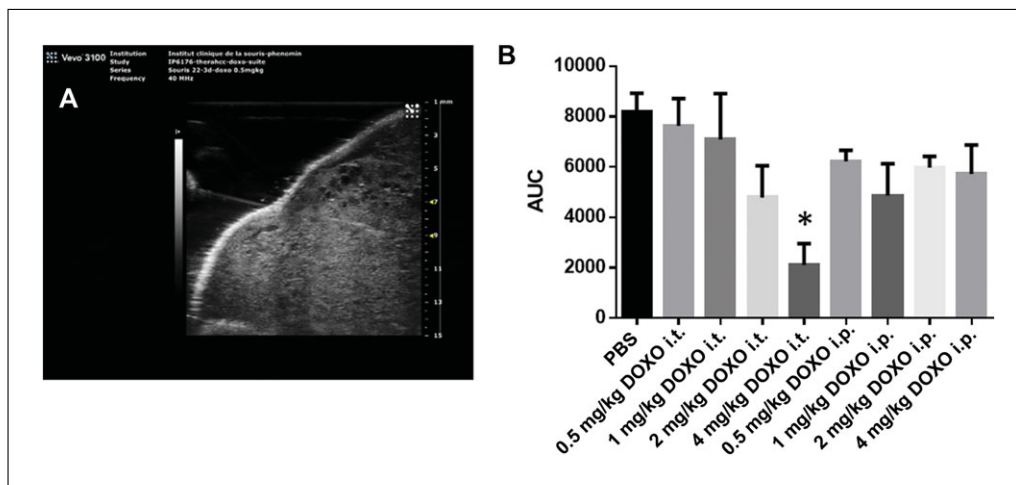 A
Vevo 3100
Institution Institut clinique de la souris-phenomin
Study IP6176-therahcc-doxo-suite
Series Souris 22-3d-doxo 0.5mgkg
Frequency 40 MHz
1 mm
3
5
7
9
11
13
15
B
AUC
10000
8000
6000
4000
2000
0
*
PBS
0.5 mg/kg DOXO i.t.
1 mg/kg DOXO i.t.
2 mg/kg DOXO i.t.
4 mg/kg DOXO i.t.
0.5 mg/kg DOXO i.p.
1 mg/kg DOXO i.p.
2 mg/kg DOXO i.p.
4 mg/kg DOXO i.p.